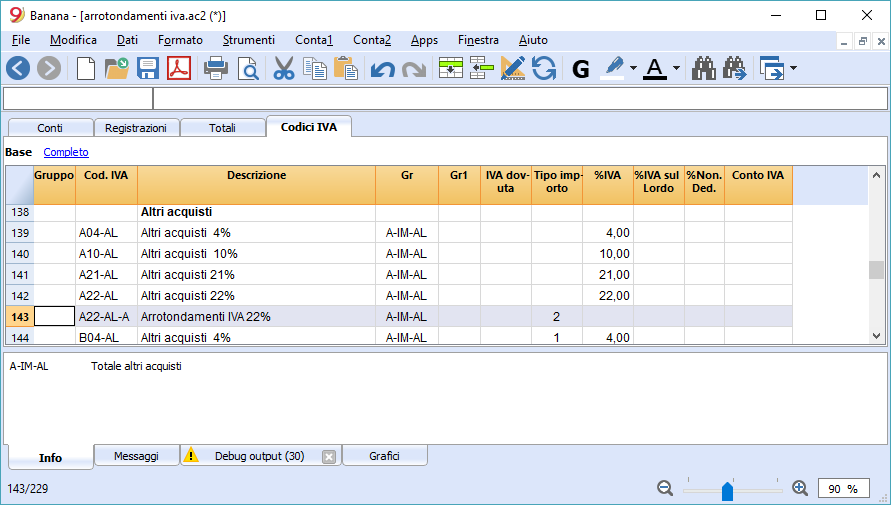 Banana - [arrotondamenti iva.ac2 (*)]
File Modifica Dati Formato Strumenti Conta1 Conta2 Apps Finestra Aiuto
G A
Conti Registrazioni Totali Codici IVA
Base Completo
Gruppo Cod. IVA Descrizione Gr Gr1 IVA dov- Tipo imp- %IVA %IVA sul %Non. Conto IVA
uta orto Lordo Ded.
138 Altri acquisti
139 A04-AL Altri acquisti 4% A-IM-AL 4,00
140 A10-AL Altri acquisti 10% A-IM-AL 10,00
141 A21-AL Altri acquisti 21% A-IM-AL 21,00
142 A22-AL Altri acquisti 22% A-IM-AL 22,00
143 A22-AL-A Arrotondamenti IVA 22% A-IM-AL 2
144 B04-AL Altri acquisti 4% A-IM-AL 1 4,00
A-IM-AL Totale altri acquisti
Info Messaggi Debug output (30) Grafici
143/229 90 %